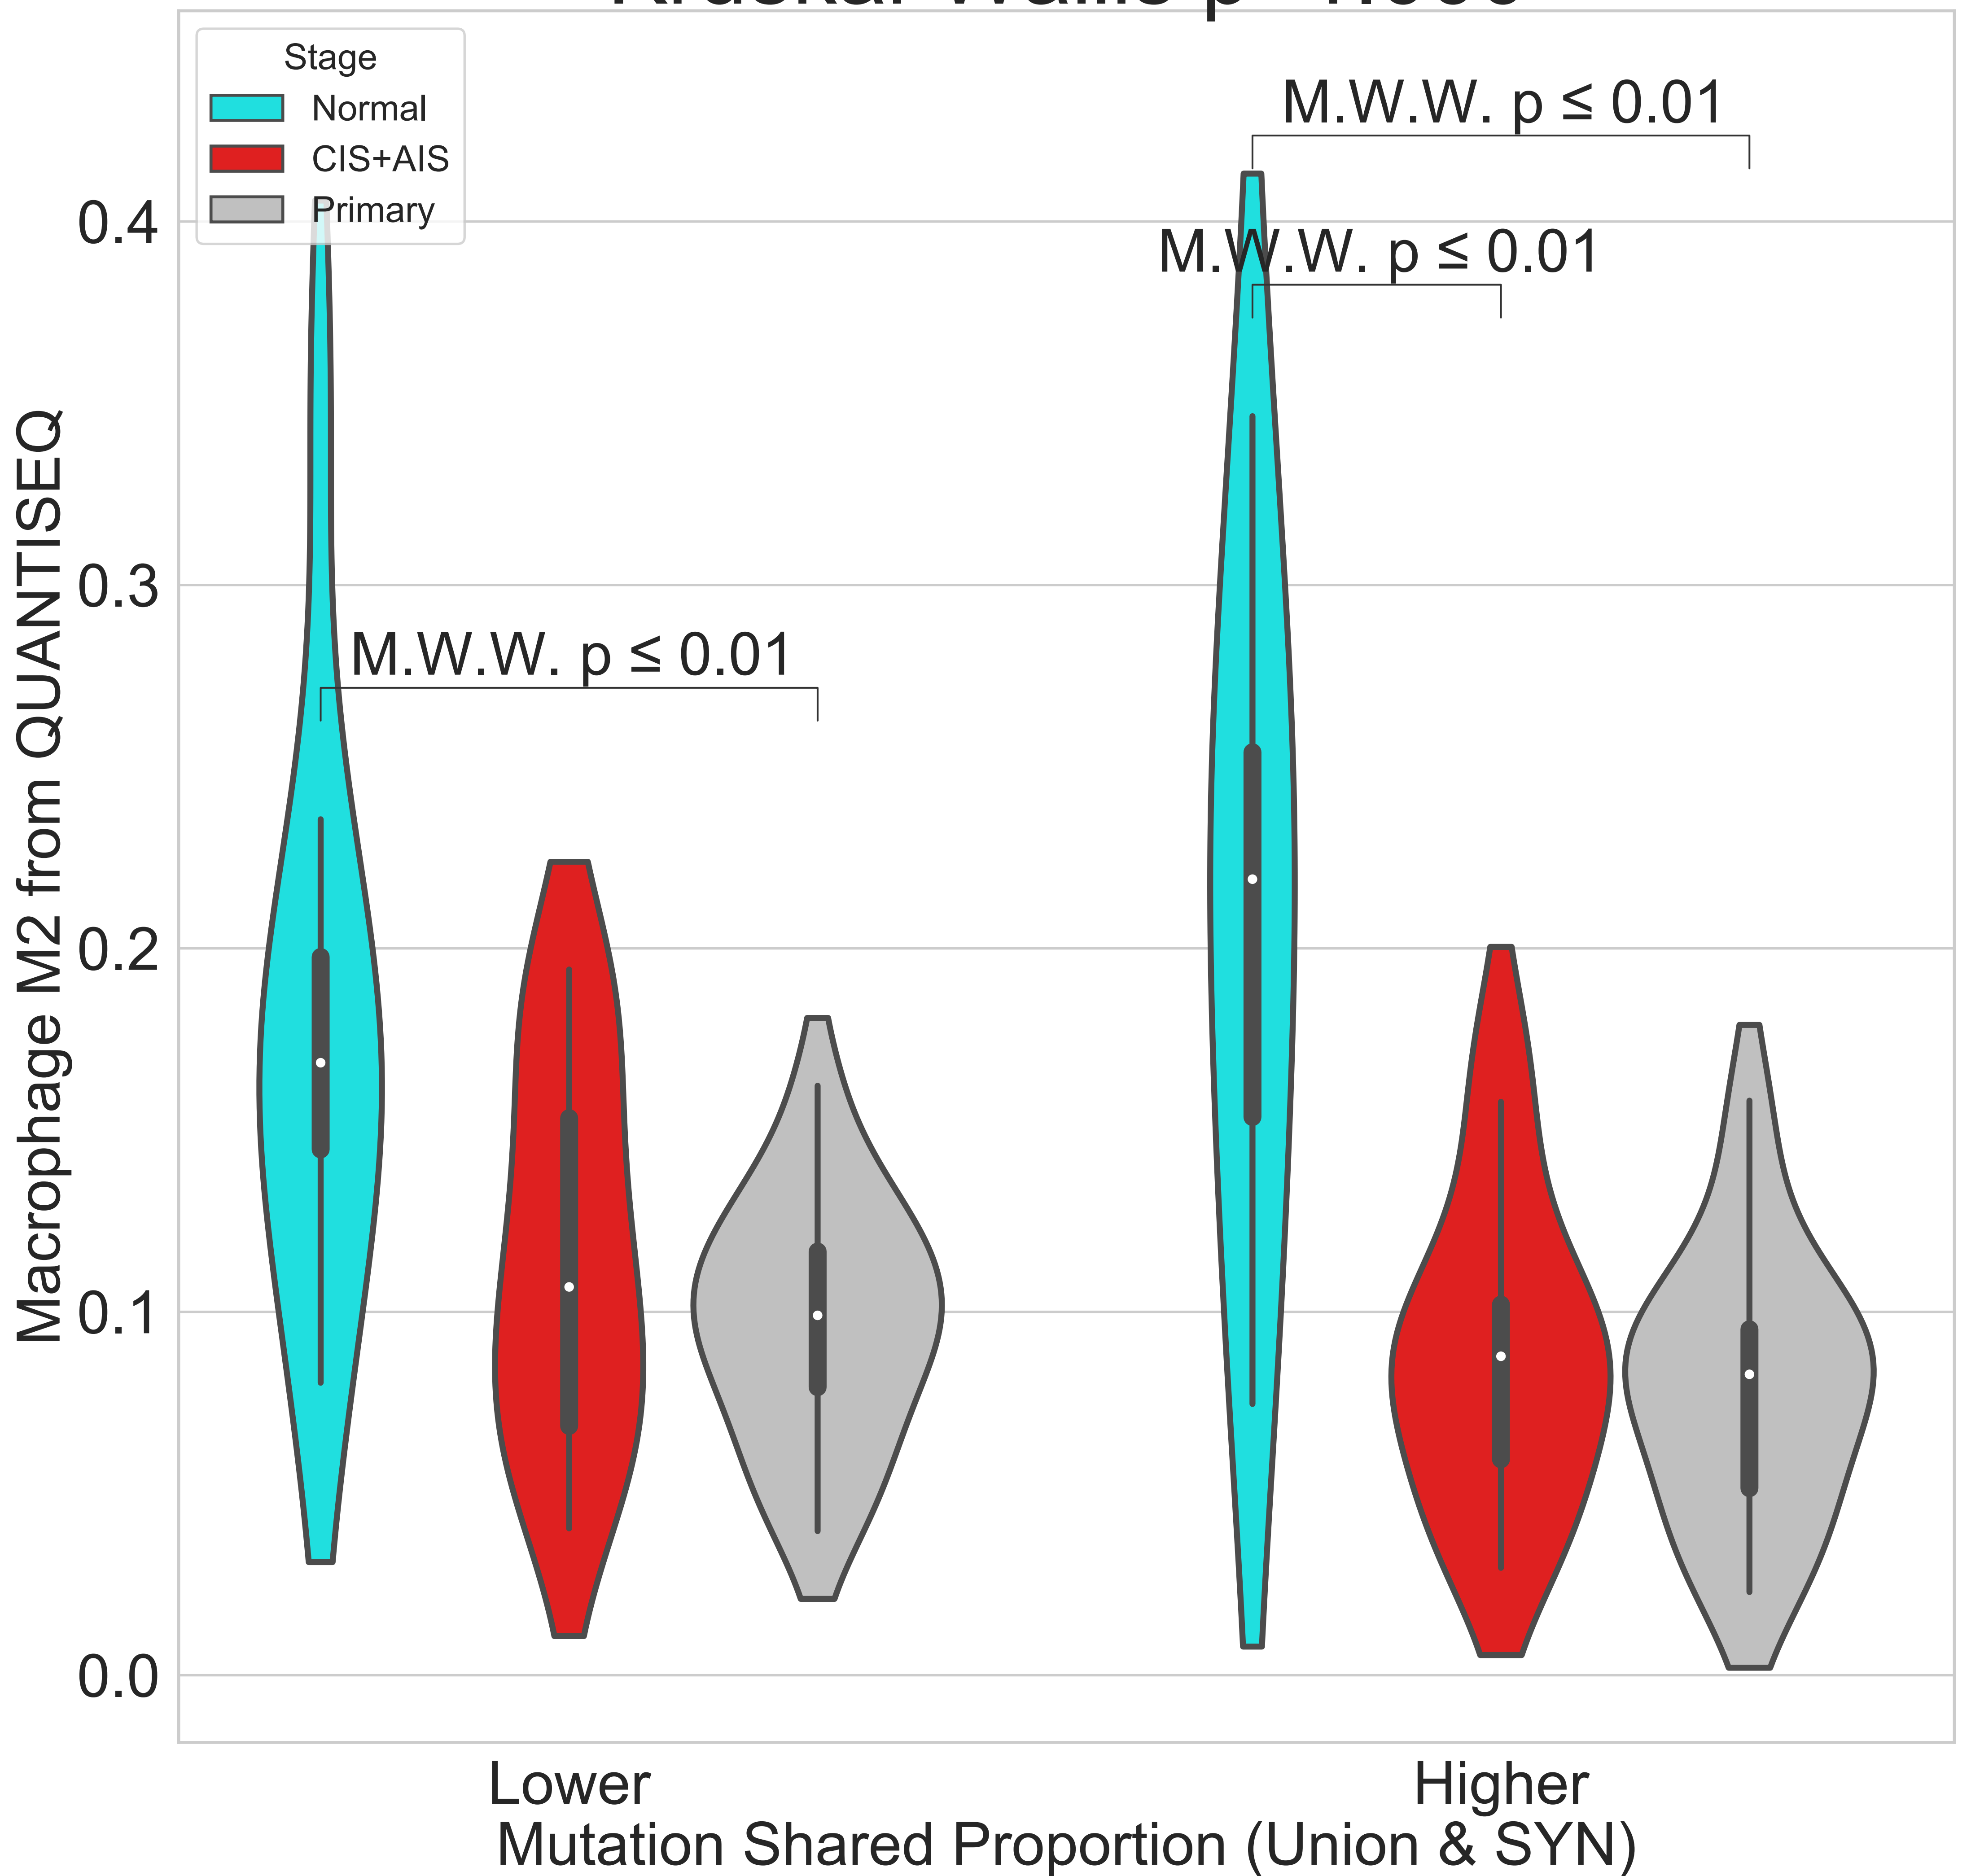 Stage
Normal
CIS+AIS
Primary
M.W.W. p ≤ 0.01
M.W.W. p ≤ 0.01
M.W.W. p ≤ 0.01
0.4
0.3
0.2
0.1
0.0
Macrophage M2 from QUANTISEQ
Lower
Higher
Mutation Shared Proportion (Union & SYN)